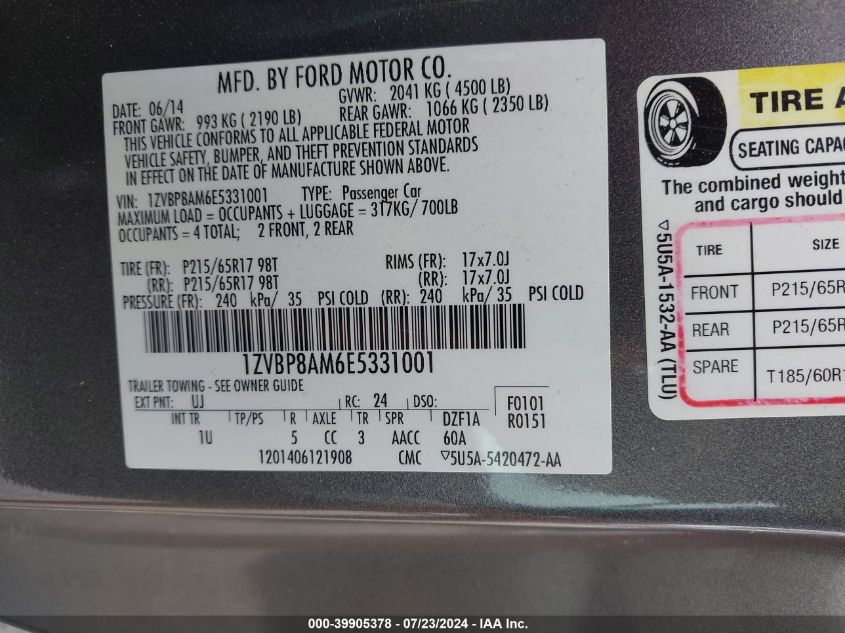 MFD. BY FORD MOTOR CO.
DATE: 06/14 GVWR: 2041 KG ( 4500 LB)
FRONT GAWR: 993 KG ( 2190 LB) REAR GAWR: 1066 KG ( 2350 LB)
THIS VEHICLE CONFORMS TO ALL APPLICABLE FEDERAL MOTOR
VEHICLE SAFETY, BUMPER, AND THEFT PREVENTION STANDARDS
IN EFFECT ON THE DATE OF MANUFACTURE SHOWN ABOVE.
VIN: 1ZVBP8AM6E5331001 TYPE: Passenger Car
MAXIMUM LOAD = OCCUPANTS + LUGGAGE = 317KG/ 700LB
OCCUPANTS = 4 TOTAL; 2 FRONT, 2 REAR
TIRE (FR): P215/65R17 98T RIMS (FR): 17x7.0J
(RR): P215/65R17 98T (RR): 17x7.0J
PRESSURE (FR): 240 kPa/ 35 PSI COLD (RR): 240 kPa/ 35 PSI COLD
1ZVBP8AM6E5331001
TRAILER TOWING - SEE OWNER GUIDE
EXT PNT: UJ RC: 24 DSO: F0101
INT TR TP/PS R AXLE TR SPR DZF1A R0151
1U 5 CC 3 AACC 60A
1201406121908 CMC ▽5U5A-5420472-AA
TIRE A
SEATING CAPAC
The combined weight
and cargo should
▽5U5A-1532-AA (TLU)
TIRE SIZE
FRONT P215/65R
REAR P215/65R
SPARE T185/60R1
000-39905378 - 07/23/2024 - IAA Inc.